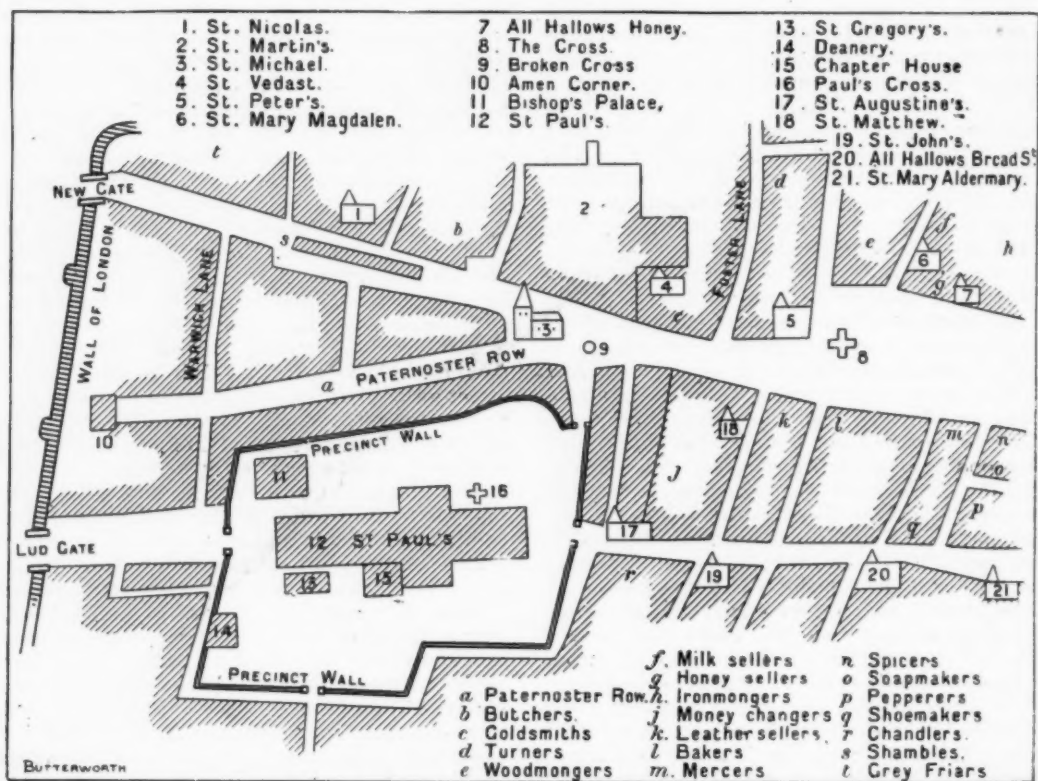 1. St. Nicolas.
2. St. Martin's.
3. St. Michael.
4 St. Vedast.
5 St. Peter's.
6. St. Mary Magdalen.
7 All Hallows Honey.
8. The Cross.
9 Broken Cross
10 Amen Corner.
11 Bishop's Palace,
12 St Paul's.
13. St Gregory's.
14 Deanery.
15 Chapter House
16 Paul's Cross.
17 St. Augustine's.
18 St. Matthew.
19 St. John's.
20. All Hallows Bread St.
21. St. Mary Aldermary.
t
NEW GATE
1
s
b
2
4
c
FOSTER LANE
d
5
e
f
6
g
7
h
8
WALL OF LONDON
WARWICK LANE
3
9
a PATERNOSTER ROW
10
PRECINCT WALL
11
16
12 ST PAUL'S
13
15
14
PRECINCT WALL
LUD GATE
18
j
k
l
m
n
o
p
q
17
r
19
20
21
a Paternoster Row.
b Butchers.
c Goldsmiths
d Turners
e Woodmongers
f. Milk sellers
g Honey sellers
h. Ironmongers
j Money changers
k. Leather sellers
l Bakers
m. Mercers
n Spicers
o Soapmakers
p Pepperers
q Shoemakers
r Chandlers.
s Shambles.
t Grey Friars
BUTTERWORTH